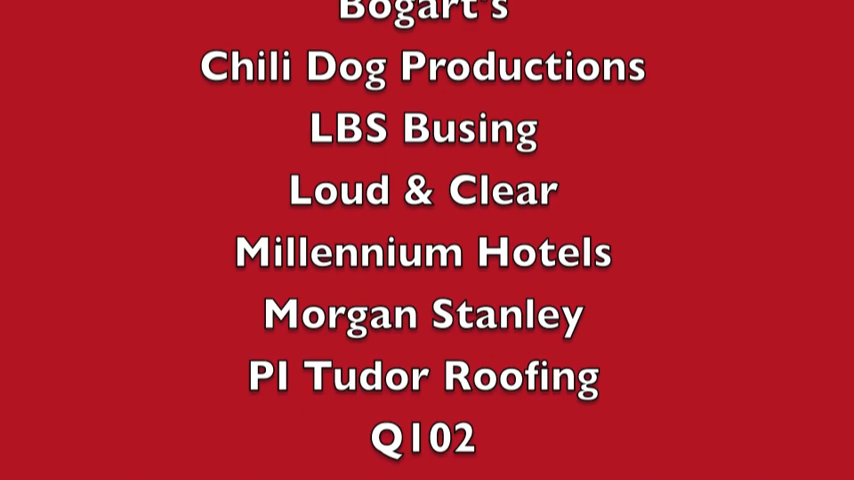 Bogart's
Chili Dog Productions
LBS Busing
Loud & Clear
Millennium Hotels
Morgan Stanley
PI Tudor Roofing
Q102